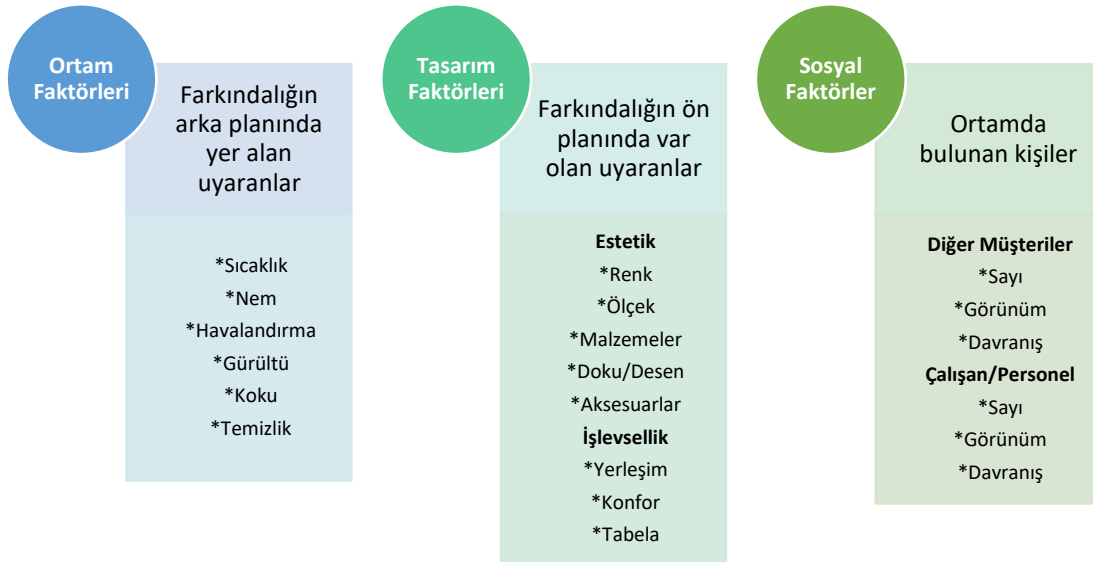 Ortam
Faktörleri
Farkındalığın
arka planında
yer alan
uyaranlar
*Sıcaklık
*Nem
*Havalandırma
*Gürültü
*Koku
*Temizlik
Tasarım
Faktörleri
Farkındalığın ön
planında var
olan uyaranlar
Estetik
*Renk
*Ölçek
*Malzemeler
*Doku/Desen
*Aksesuarlar
İşlevsellik
*Yerleşim
*Konfor
*Tabela
Sosyal
Faktörler
Ortamda
bulunan kişiler
Diğer Müşteriler
*Sayı
*Görünüm
*Davranış
Çalışan/Personel
*Sayı
*Görünüm
*Davranış